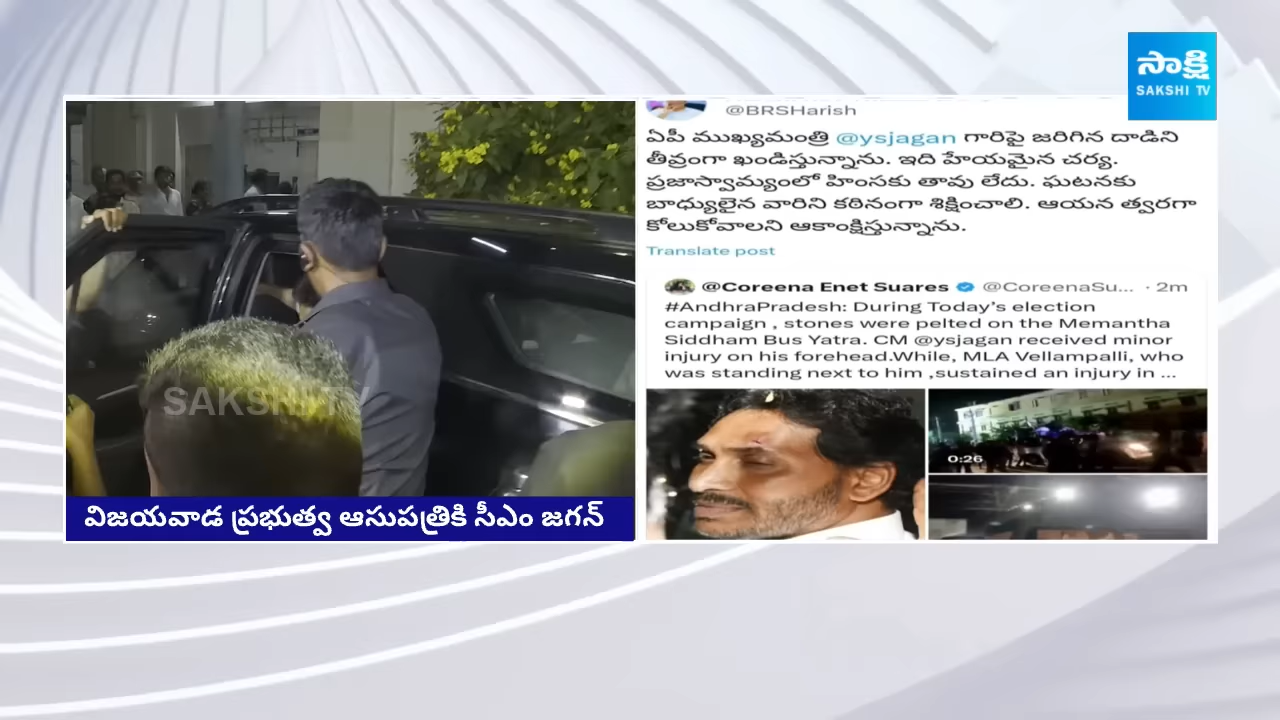 సాక్షి
SAKSHI TV
@BRSHarish
ఏపీ ముఖ్యమంత్రి @ysjagan గారిపై జరిగిన దాడిని
తీవ్రంగా ఖండిస్తున్నాను. ఇది హేయమైన చర్య.
ప్రజాస్వామ్యంలో హింసకు తావు లేదు. ఘటనకు
బాధ్యులైన వారిని కఠినంగా శిక్షించాలి. ఆయన త్వరగా
కోలుకోవాలని ఆకాంక్షిస్తున్నాను.
Translate post
@Coreena Enet Suares @CoreenaSu... · 2m
#AndhraPradesh: During Today’s election
campaign , stones were pelted on the Memantha
Siddham Bus Yatra. CM @ysjagan received minor
injury on his forehead.While, MLA Vellampalli, who
was standing next to him ,sustained an injury in ...
0:26
SAKSHI TV
విజయవాడ ప్రభుత్వ ఆసుపత్రికి సీఎం జగన్